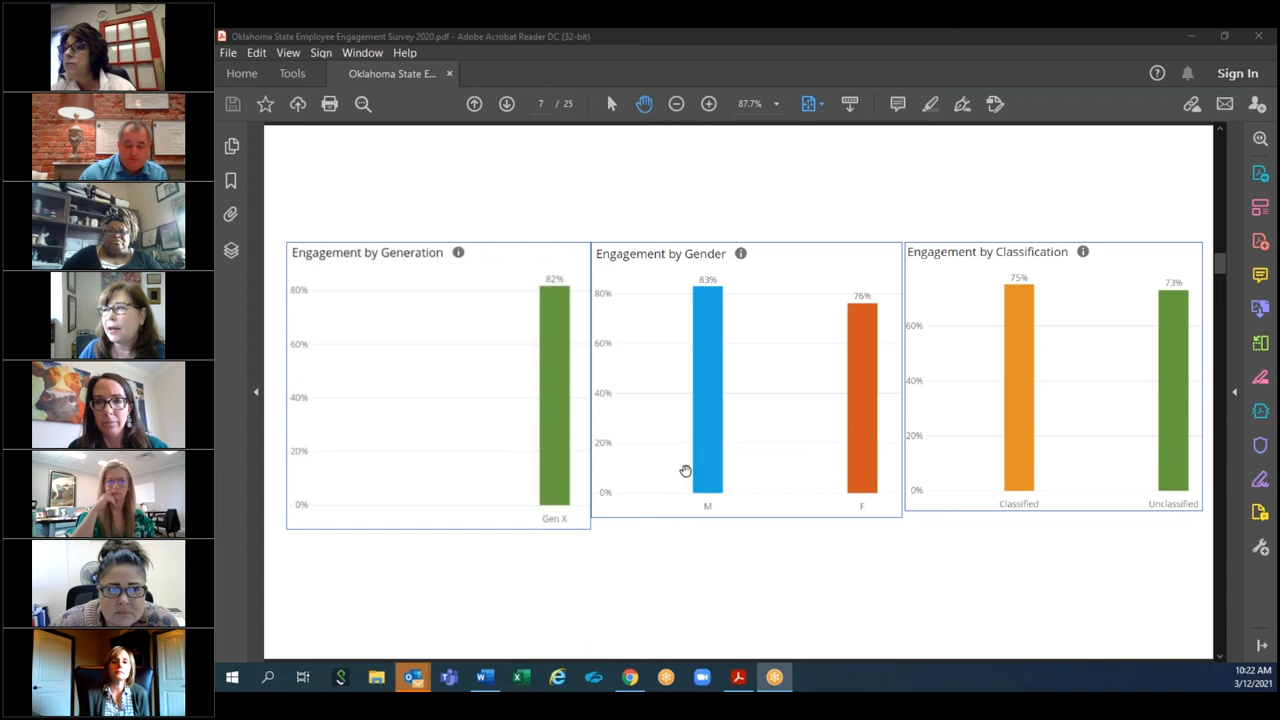 Oklahoma State Employee Engagement Survey 2020.pdf - Adobe Acrobat Reader DC (32-bit)
File Edit View Sign Window Help
Home Tools Oklahoma State E... ×
Sign In
7 / 25
87.7%
Engagement by Generation
82%
80%
60%
40%
20%
0%
Gen X
Engagement by Gender
83%
80%
76%
60%
40%
20%
0%
M F
Engagement by Classification
75%
73%
60%
40%
20%
0%
Classified Unclassified
10:22 AM
3/12/2021